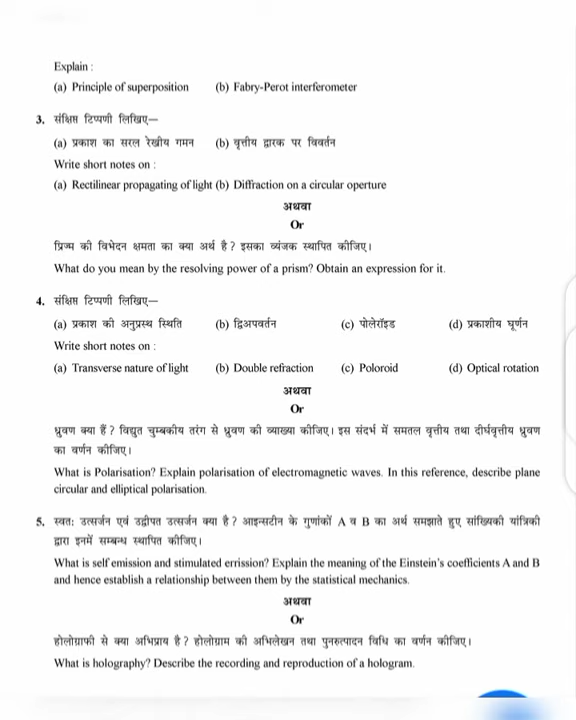 Explain :
(a) Principle of superposition (b) Fabry-Perot interferometer
3. संक्षिप्त टिप्पणी लिखिए—
(a) प्रकाश का सरल रेखीय गमन (b) वृत्तीय द्वारक पर विवर्तन
Write short notes on :
(a) Rectilinear propagating of light (b) Diffraction on a circular operture
अथवा
Or
प्रिज्म की विभेदन क्षमता का क्या अर्थ है ? इसका व्यंजक स्थापित कीजिए।
What do you mean by the resolving power of a prism? Obtain an expression for it.
4. संक्षिप्त टिप्पणी लिखिए—
(a) प्रकाश की अनुप्रस्थ स्थिति (b) द्विअपवर्तन (c) पोलेरॉइड (d) प्रकाशीय घूर्णन
Write short notes on :
(a) Transverse nature of light (b) Double refraction (c) Poloroid (d) Optical rotation
अथवा
Or
ध्रुवण क्या हैं ? विद्युत चुम्बकीय तरंग से ध्रुवण की व्याख्या कीजिए। इस संदर्भ में समतल वृत्तीय तथा दीर्घवृत्तीय ध्रुवण
का वर्णन कीजिए।
What is Polarisation? Explain polarisation of electromagnetic waves. In this reference, describe plane
circular and elliptical polarisation.
5. स्वतः उत्सर्जन एवं उद्दीपत उत्सर्जन क्या है ? आइन्सटीन के गुणांकों A व B का अर्थ समझाते हुए सांख्यिकी यांत्रिकी
द्वारा इनमें सम्बन्ध स्थापित कीजिए।
What is self emission and stimulated errission? Explain the meaning of the Einstein's coefficients A and B
and hence establish a relationship between them by the statistical mechanics.
अथवा
Or
होलोग्राफी से क्या अभिप्राय है ? होलोग्राम की अभिलेखन तथा पुनरुत्पादन विधि का वर्णन कीजिए।
What is holography? Describe the recording and reproduction of a hologram.